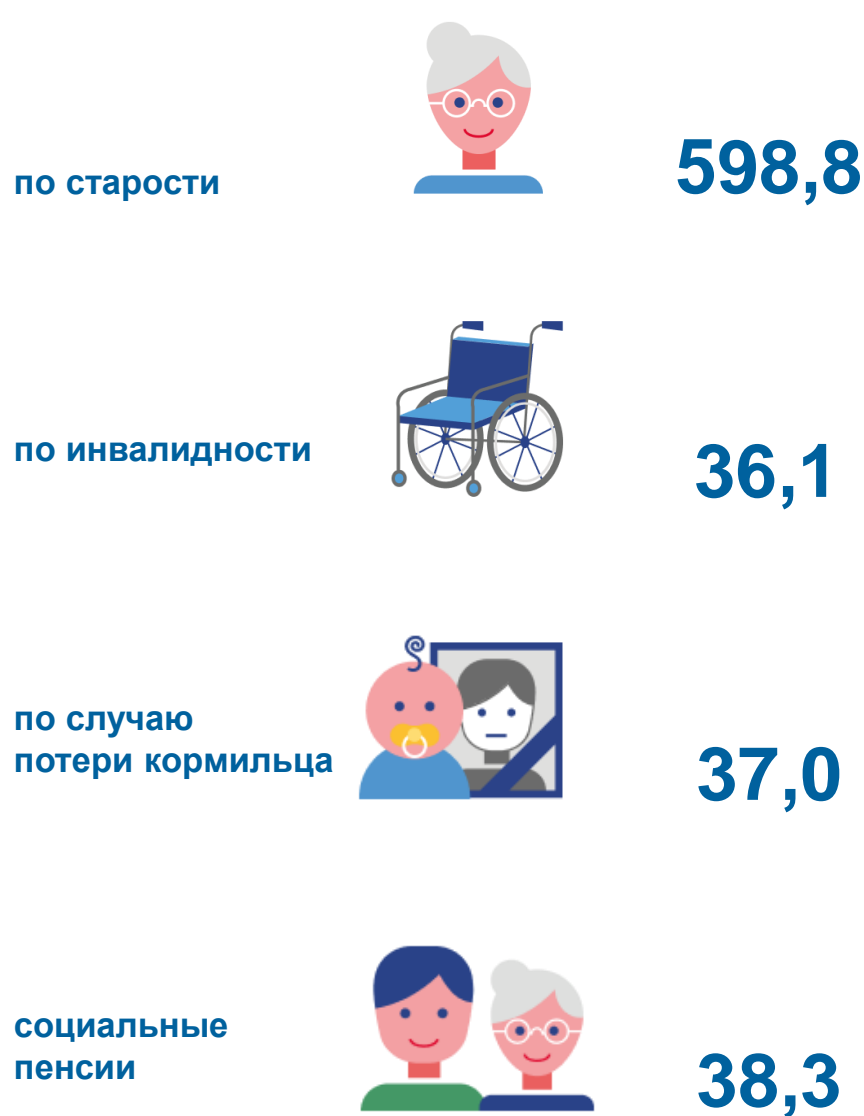 по старости
598,8
по инвалидности
36,1
по случаю
потери кормильца
37,0
социальные
пенсии
38,3